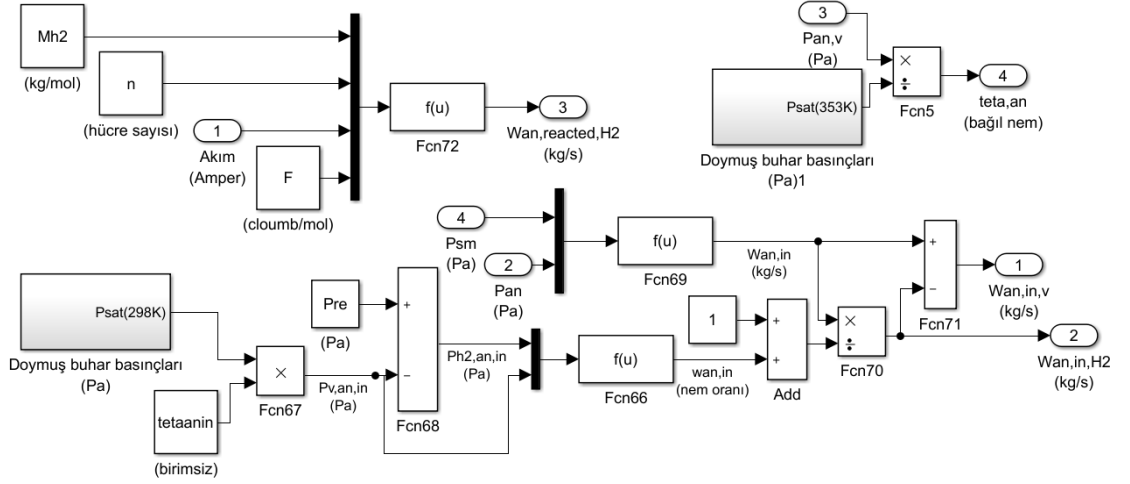 Mh2
(kg/mol)
n
(hücre sayısı)
1
Akım
(Amper)
F
(cloumb/mol)
f(u)
Fcn72
3
Wan,reacted,H2
(kg/s)
3
Pan,v
(Pa)
Psat(353K)
Doymuş buhar basınçları
(Pa)1
×
÷
Fcn5
4
teta,an
(bağıl nem)
4
Psm
(Pa)
2
Pan
(Pa)
f(u)
Fcn69
Wan,in
(kg/s)
+
−
Fcn71
1
Wan,in,v
(kg/s)
Psat(298K)
Doymuş buhar basınçları
(Pa)
tetaanin
(birimsiz)
×
Fcn67
Pv,an,in
(Pa)
Pre
(Pa)
+
−
Fcn68
Ph2,an,in
(Pa)
f(u)
Fcn66
wan,in
(nem oranı)
1
+
+
Add
×
÷
Fcn70
2
Wan,in,H2
(kg/s)